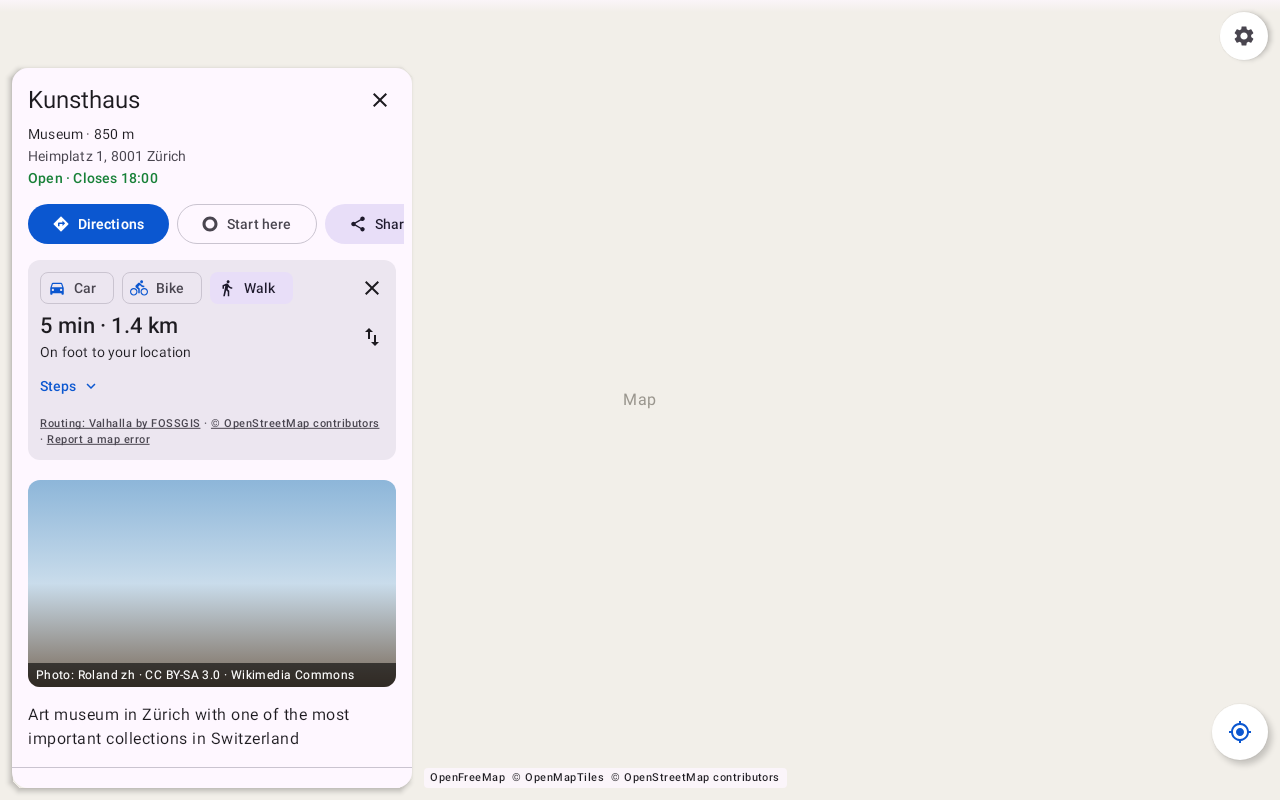 Kunsthaus
Museum · 850 m
Heimplatz 1, 8001 Zürich
Open · Closes 18:00
Directions
Start here
Shar
Car
Bike
Walk
5 min · 1.4 km
On foot to your location
Steps
Routing: Valhalla by FOSSGIS · © OpenStreetMap contributors
· Report a map error
Photo: Roland zh · CC BY-SA 3.0 · Wikimedia Commons
Art museum in Zürich with one of the most
important collections in Switzerland
Map
OpenFreeMap © OpenMapTiles © OpenStreetMap contributors